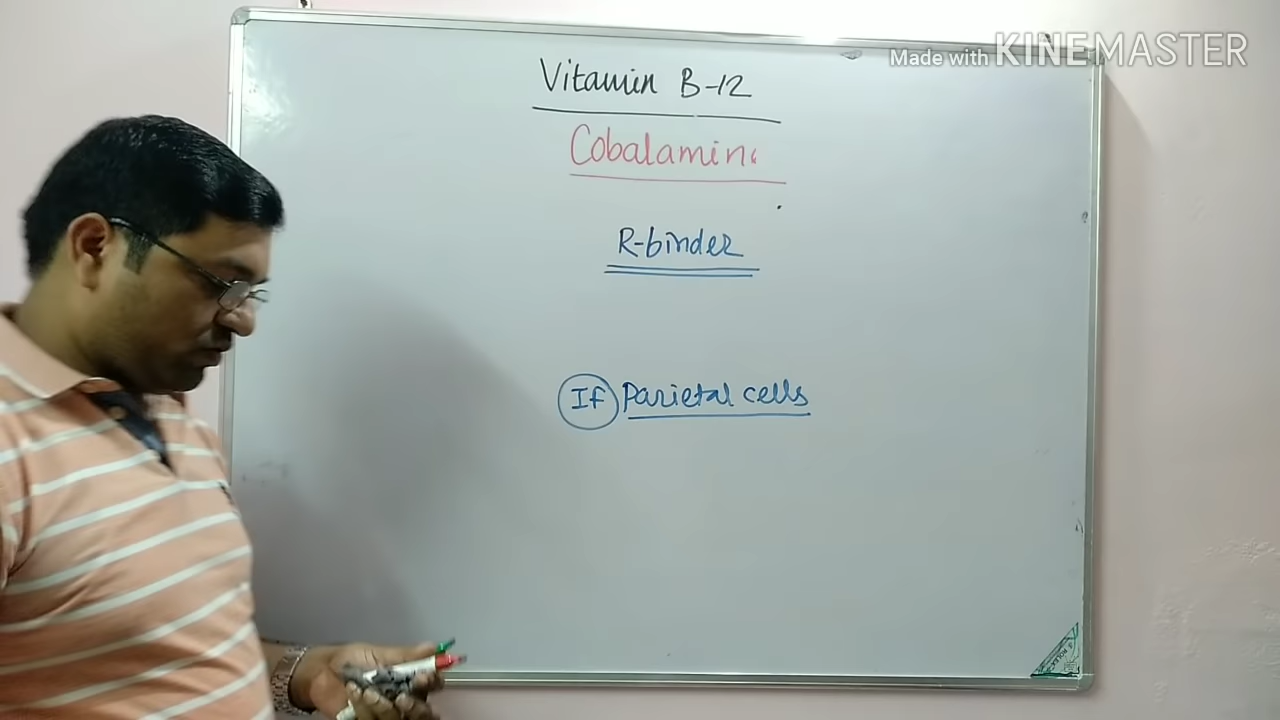 Made with KINEMASTER
Vitamin B-12
Cobalamin
R-binder
If Parietal cells